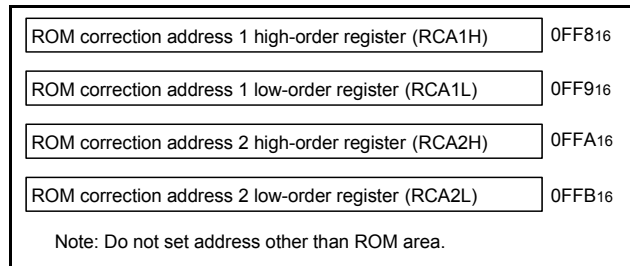 ROM correction address 1 high-order register (RCA1H) 0FF816
ROM correction address 1 low-order register (RCA1L) 0FF916
ROM correction address 2 high-order register (RCA2H) 0FFA16
ROM correction address 2 low-order register (RCA2L) 0FFB16
Note: Do not set address other than ROM area.